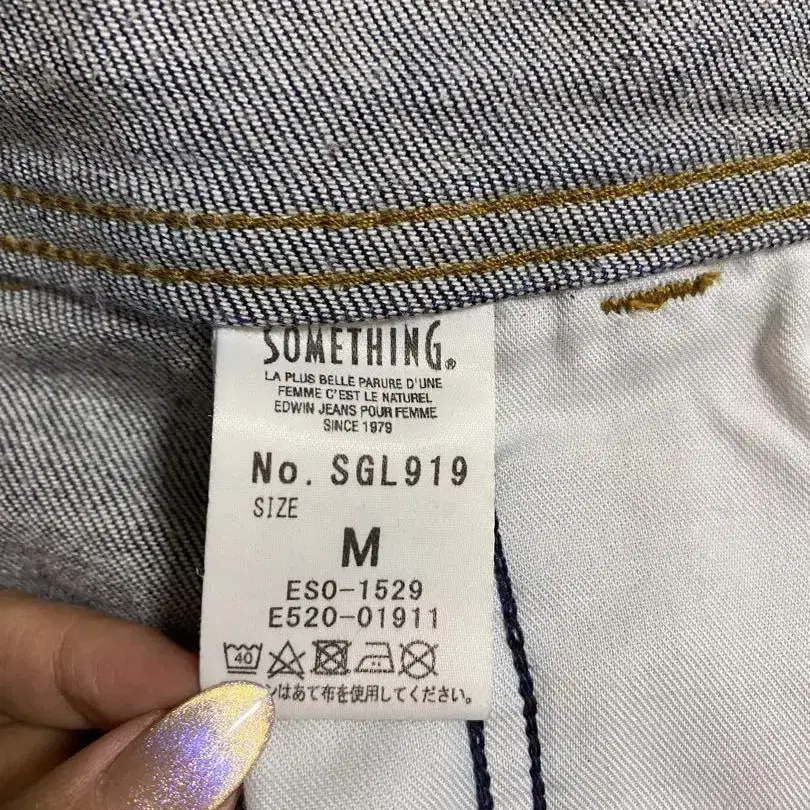 SOMETHING®
LA PLUS BELLE PARURE D'UNE
FEMME C'EST LE NATUREL
EDWIN JEANS POUR FEMME
SINCE 1979
No. SGL919
SIZE
M
ESO-1529
E520-01911
40
ンはあて布を使用してください。